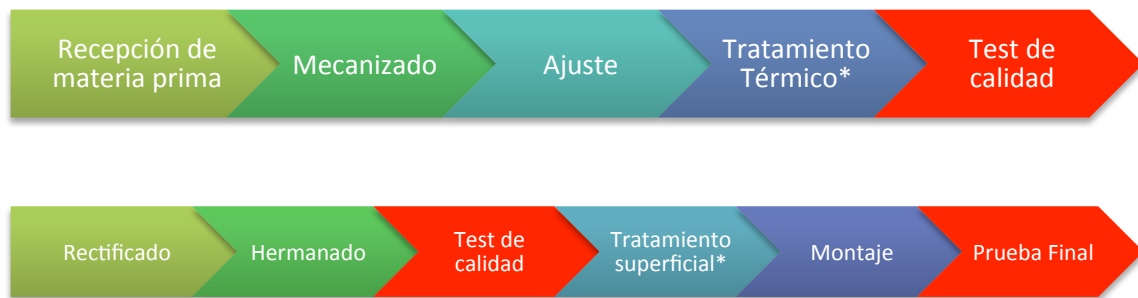 Recepción de
materia prima
Mecanizado
Ajuste
Tratamiento
Térmico*
Test de
calidad
Rectificado
Hermanado
Test de
calidad
Tratamiento
superficial*
Montaje
Prueba Final